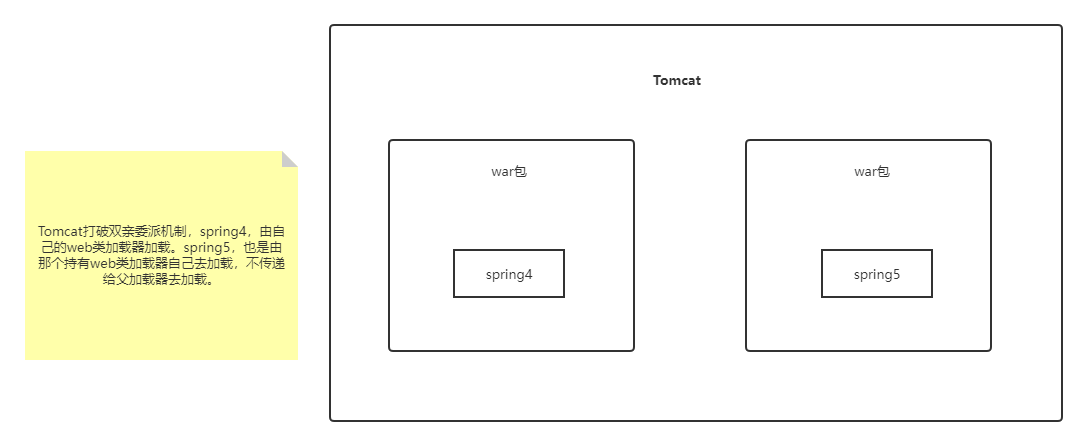 Tomcat
war包
war包
Tomcat打破双亲委派机制，spring4，由自
己的web类加载器加载。spring5，也是由
那个持有web类加载器自己去加载，不传递
给父加载器去加载。
spring4
spring5